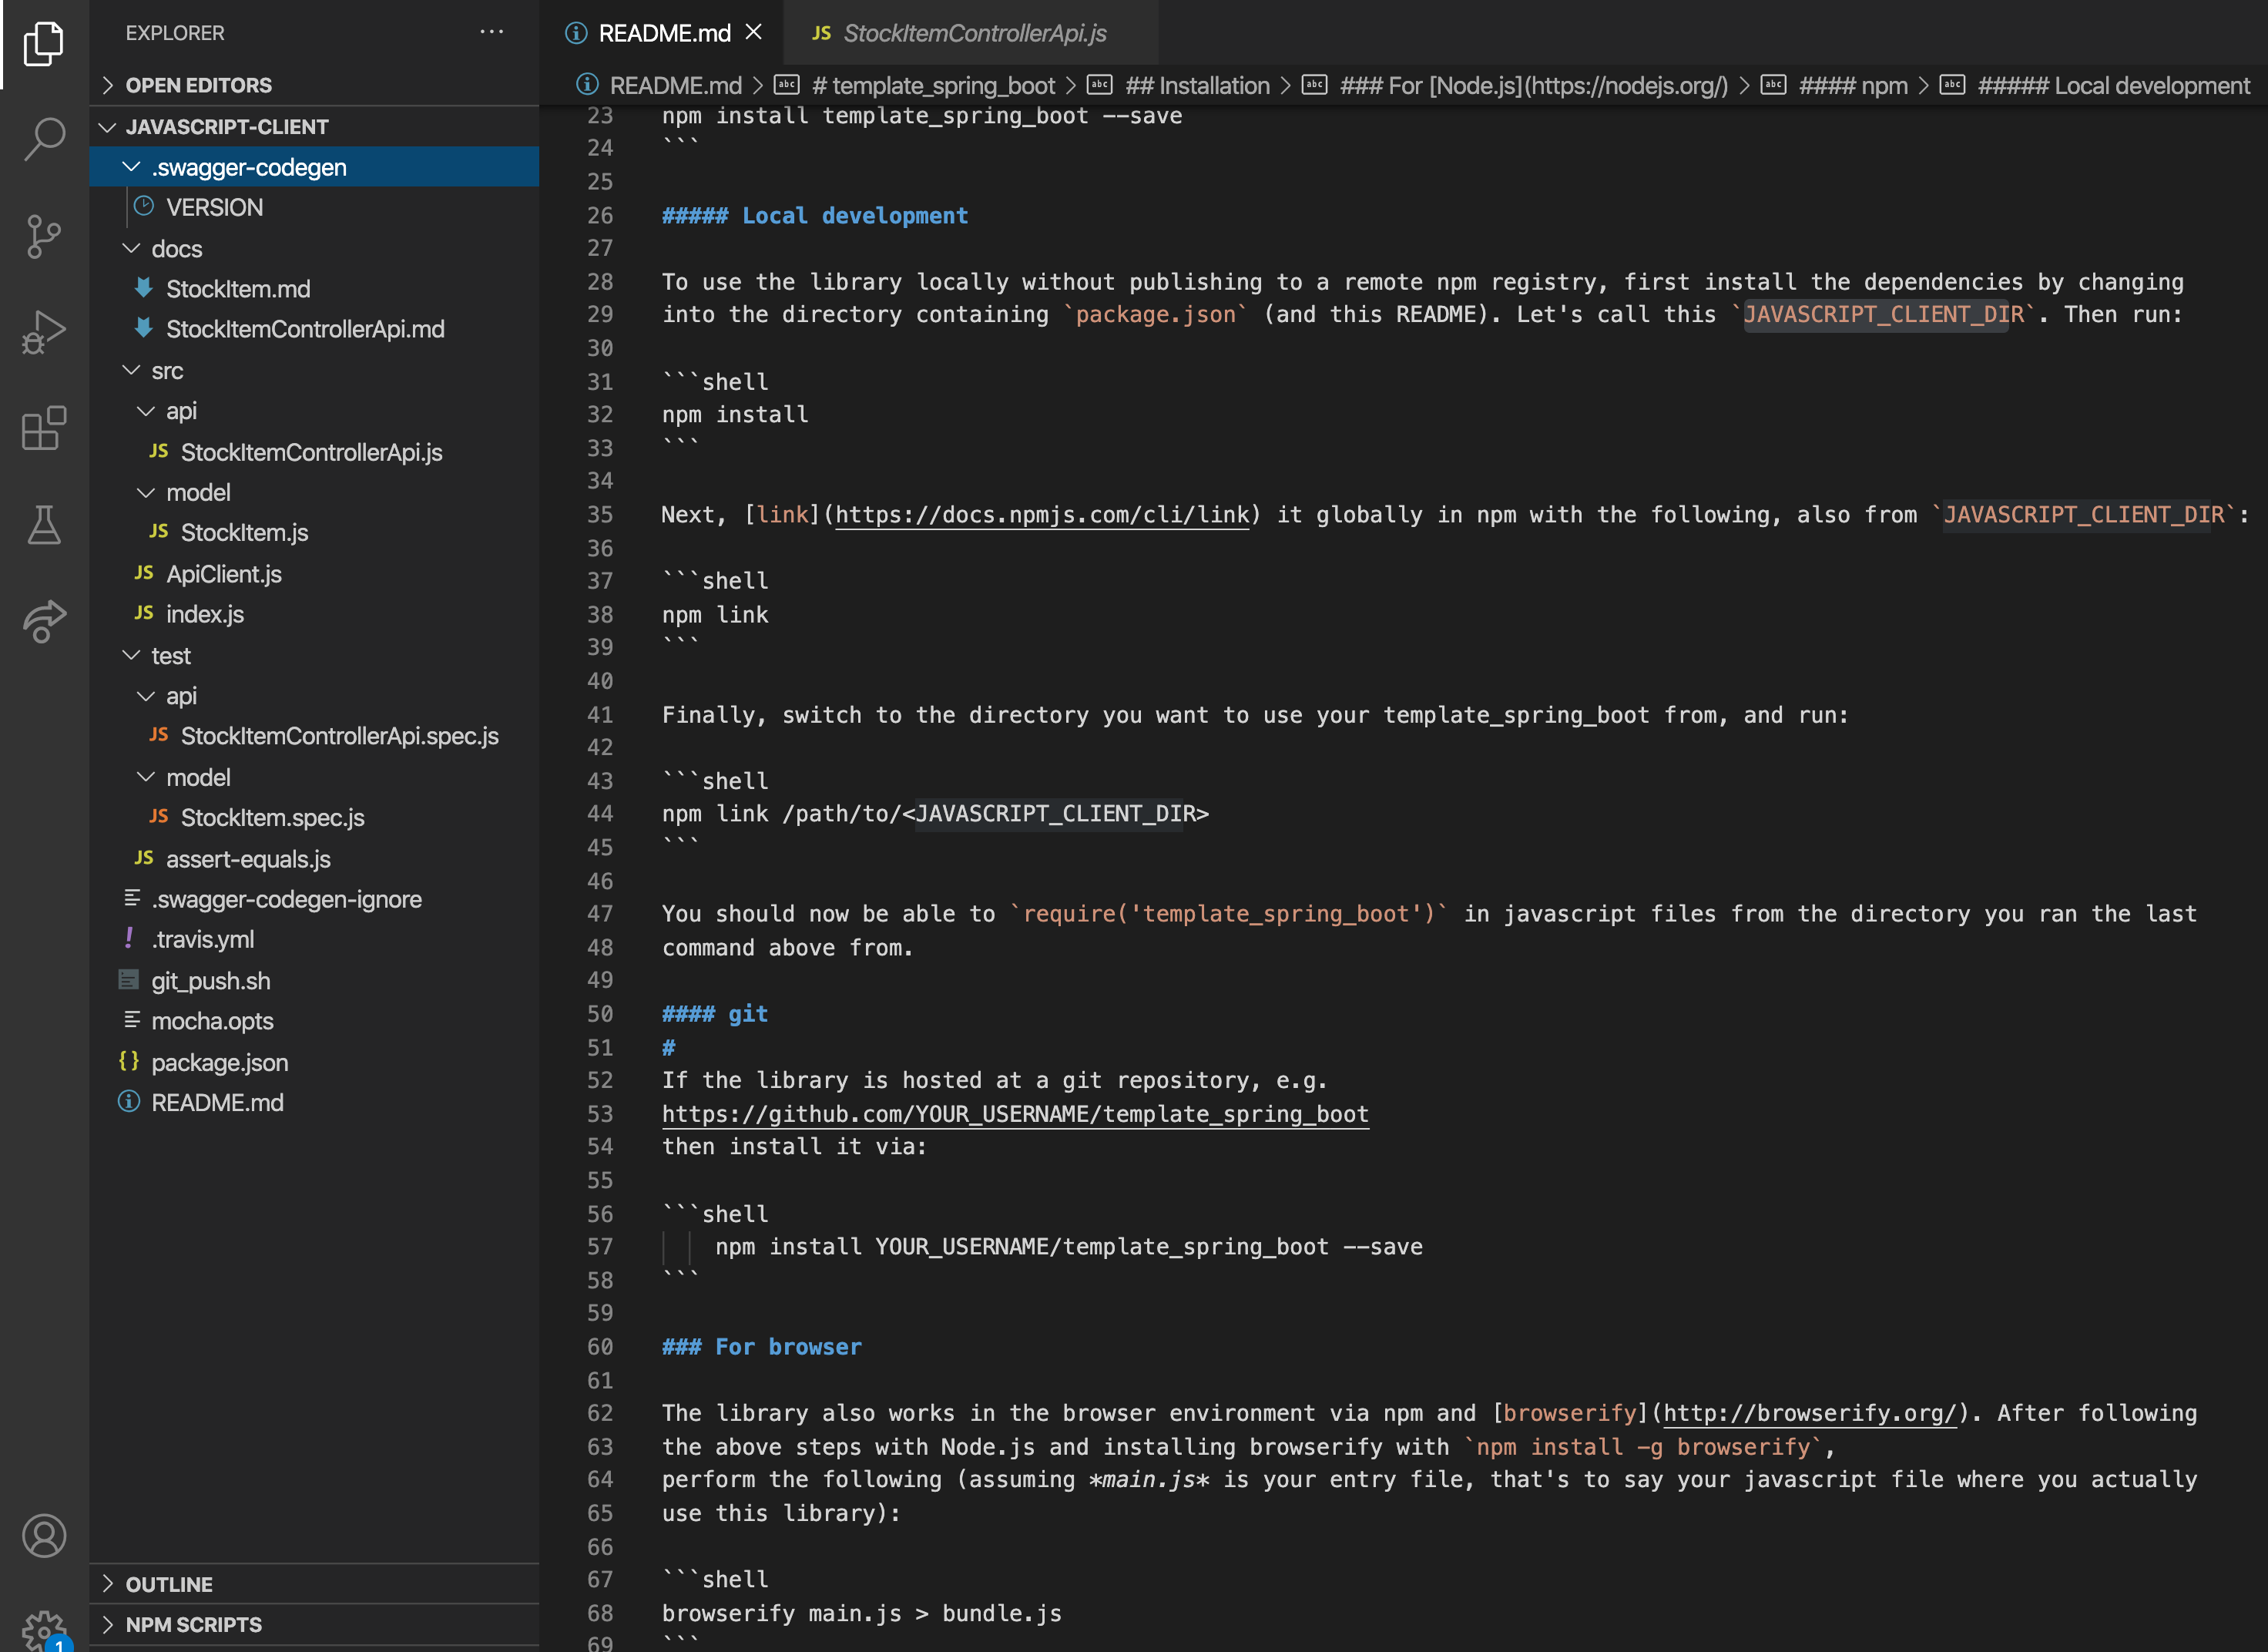 EXPLORER
···
OPEN EDITORS
JAVASCRIPT-CLIENT
.swagger-codegen
VERSION
docs
StockItem.md
StockItemControllerApi.md
src
api
JS StockItemControllerApi.js
model
JS StockItem.js
JS ApiClient.js
JS index.js
test
api
JS StockItemControllerApi.spec.js
model
JS StockItem.spec.js
JS assert-equals.js
.swagger-codegen-ignore
! .travis.yml
git_push.sh
mocha.opts
{} package.json
README.md
OUTLINE
NPM SCRIPTS
1
README.md
JS StockItemControllerApi.js
README.md > abc # template_spring_boot > abc ## Installation > abc ### For [Node.js](https://nodejs.org/) > abc #### npm > abc ##### Local development
23 npm install template_spring_boot --save
24 ```
25
26 ##### Local development
27
28 To use the library locally without publishing to a remote npm registry, first install the dependencies by changing
29 into the directory containing `package.json` (and this README). Let's call this `JAVASCRIPT_CLIENT_DIR`. Then run:
30
31 ```shell
32 npm install
33 ```
34
35 Next, [link](https://docs.npmjs.com/cli/link) it globally in npm with the following, also from `JAVASCRIPT_CLIENT_DIR`:
36
37 ```shell
38 npm link
39 ```
40
41 Finally, switch to the directory you want to use your template_spring_boot from, and run:
42
43 ```shell
44 npm link /path/to/<JAVASCRIPT_CLIENT_DIR>
45 ```
46
47 You should now be able to `require('template_spring_boot')` in javascript files from the directory you ran the last
48 command above from.
49
50 #### git
51 #
52 If the library is hosted at a git repository, e.g.
53 https://github.com/YOUR_USERNAME/template_spring_boot
54 then install it via:
55
56 ```shell
57 npm install YOUR_USERNAME/template_spring_boot --save
58 ```
59
60 ### For browser
61
62 The library also works in the browser environment via npm and [browserify](http://browserify.org/). After following
63 the above steps with Node.js and installing browserify with `npm install -g browserify`,
64 perform the following (assuming *main.js* is your entry file, that's to say your javascript file where you actually
65 use this library):
66
67 ```shell
68 browserify main.js > bundle.js
69 ```